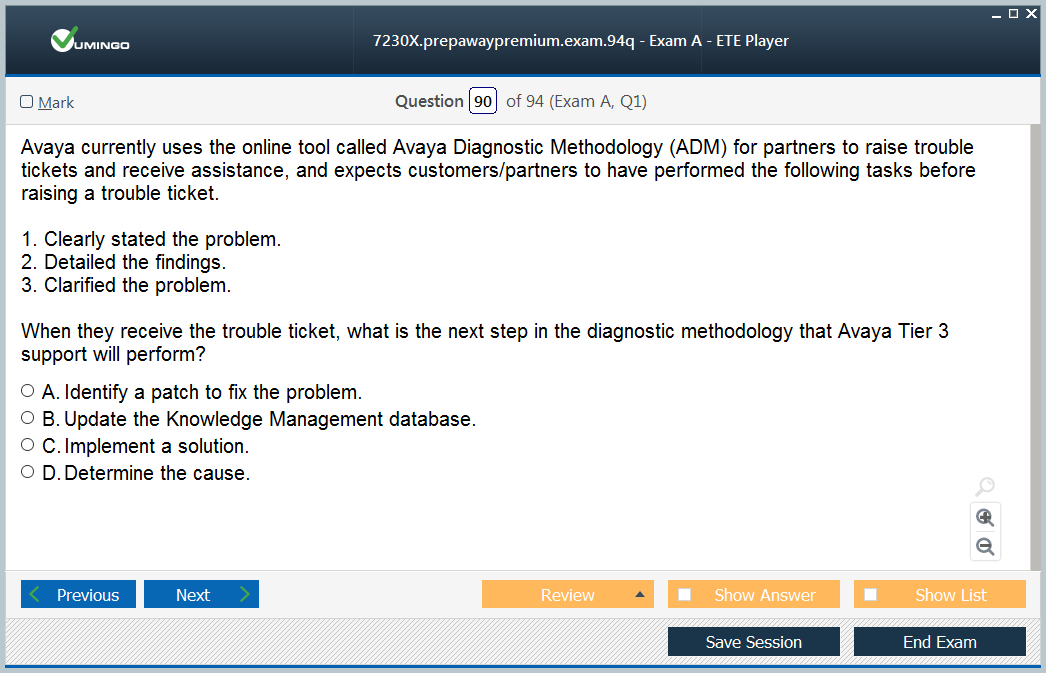 VUMINGO
7230X.prepawaypremium.exam.94q - Exam A - ETE Player
Mark
Question 90 of 94 (Exam A, Q1)
Avaya currently uses the online tool called Avaya Diagnostic Methodology (ADM) for partners to raise trouble
tickets and receive assistance, and expects customers/partners to have performed the following tasks before
raising a trouble ticket.
1. Clearly stated the problem.
2. Detailed the findings.
3. Clarified the problem.
When they receive the trouble ticket, what is the next step in the diagnostic methodology that Avaya Tier 3
support will perform?
A. Identify a patch to fix the problem.
B. Update the Knowledge Management database.
C. Implement a solution.
D. Determine the cause.
Previous Next Review Show Answer Show List
Save Session End Exam